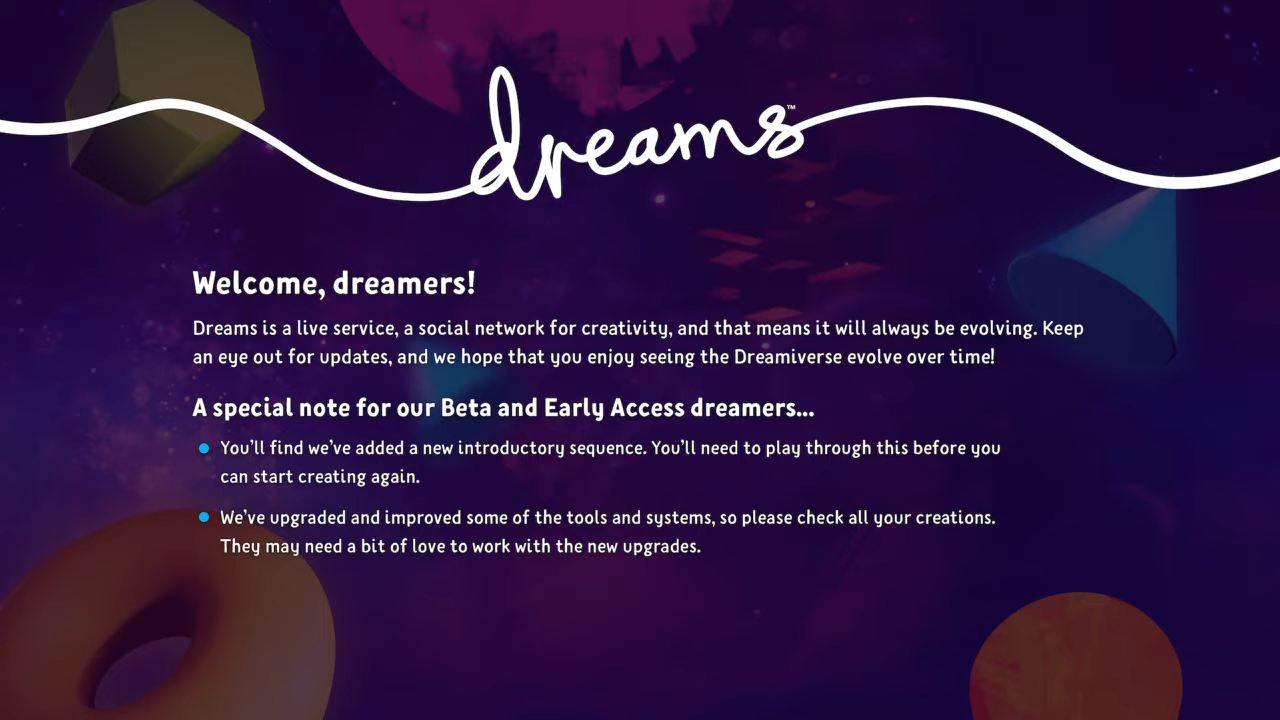 dreams™
Welcome, dreamers!
Dreams is a live service, a social network for creativity, and that means it will always be evolving. Keep
an eye out for updates, and we hope that you enjoy seeing the Dreamiverse evolve over time!
A special note for our Beta and Early Access dreamers...
You'll find we've added a new introductory sequence. You'll need to play through this before you
can start creating again.
We've upgraded and improved some of the tools and systems, so please check all your creations.
They may need a bit of love to work with the new upgrades.